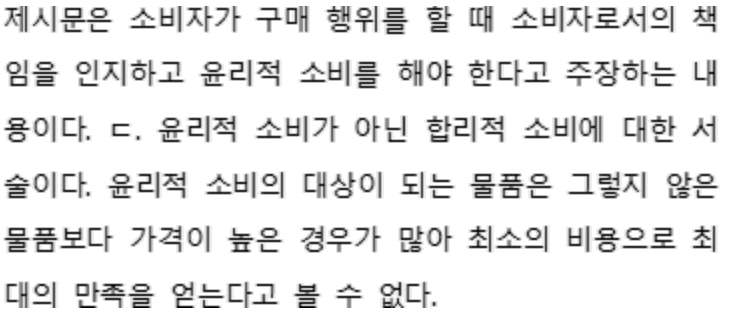 제시문은 소비자가 구매 행위를 할 때 소비자로서의 책
임을 인지하고 윤리적 소비를 해야 한다고 주장하는 내
용이다. ㄷ. 윤리적 소비가 아닌 합리적 소비에 대한 서
술이다. 윤리적 소비의 대상이 되는 물품은 그렇지 않은
물품보다 가격이 높은 경우가 많아 최소의 비용으로 최
대의 만족을 얻는다고 볼 수 없다.